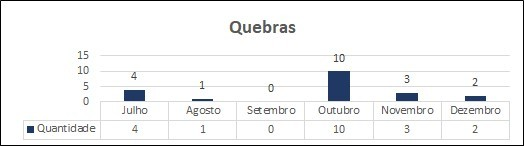 Quebras
15
10
5
0
4 1 0 10 3 2
Julho Agosto Setembro Outubro Novembro Dezembro
Quantidade 4 1 0 10 3 2